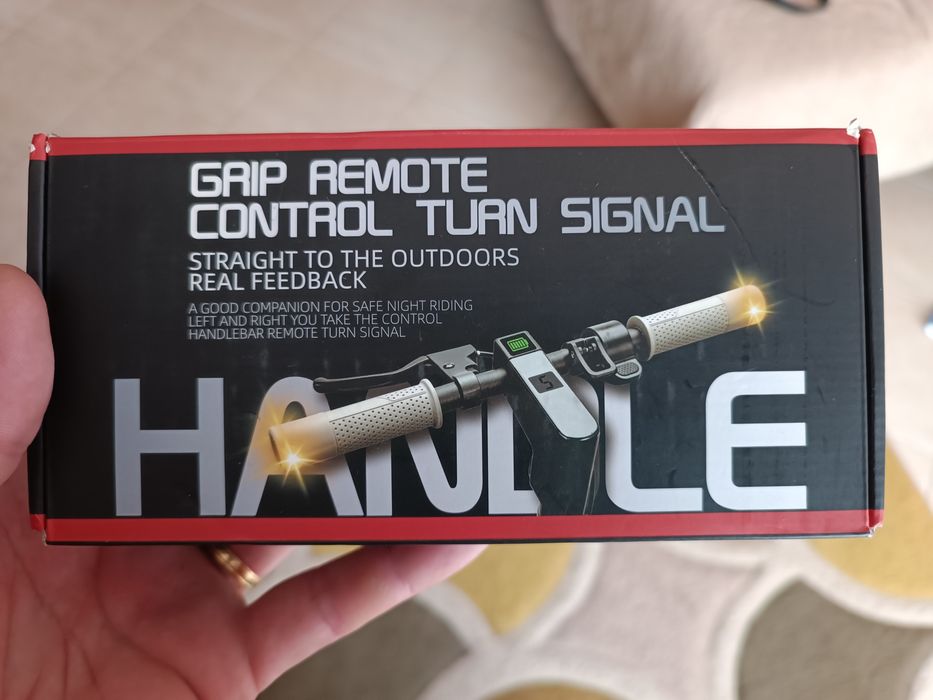 GRIP REMOTE
CONTROL TURN SIGNAL
STRAIGHT TO THE OUTDOORS
REAL FEEDBACK
A GOOD COMPANION FOR SAFE NIGHT RIDING
LEFT AND RIGHT YOU TAKE THE CONTROL
HANDLEBAR REMOTE TURN SIGNAL
5
HANDLE